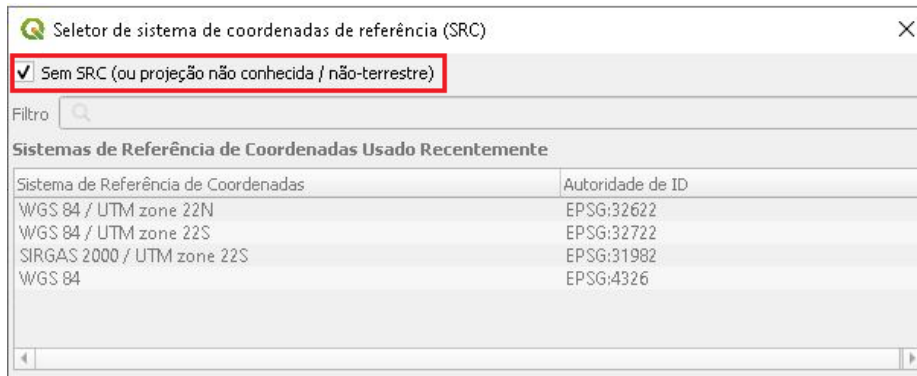 Seletor de sistema de coordenadas de referência (SRC)
Sem SRC (ou projeção não conhecida / não-terrestre)
Filtro
Sistemas de Referência de Coordenadas Usado Recentemente
Sistema de Referência de Coordenadas Autoridade de ID
WGS 84 / UTM zone 22N EPSG:32622
WGS 84 / UTM zone 22S EPSG:32722
SIRGAS 2000 / UTM zone 22S EPSG:31982
WGS 84 EPSG:4326